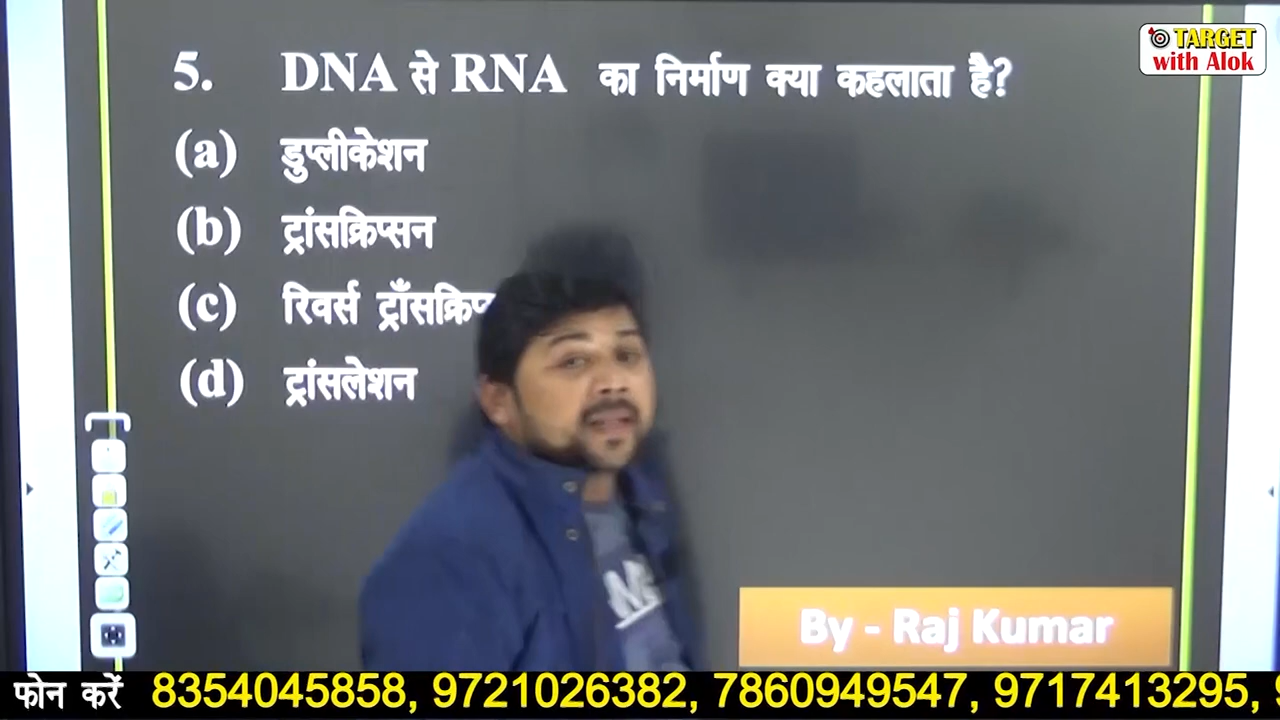 TARGET
with Alok
5. DNA से RNA का निर्माण क्या कहलाता है?
(a) डुप्लीकेशन
(b) ट्रांसक्रिप्सन
(c) रिवर्स
(d) ट्रांसलेशन
By - Raj Kumar
फोन करें 8354045858, 9721026382, 7860949547, 9717413295,